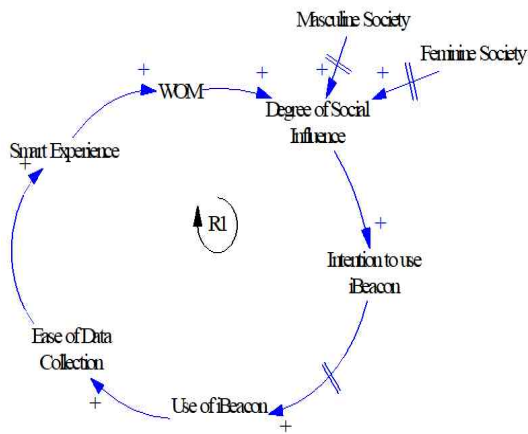 Masculine Society
Feminine Society
+
+
+
+
WOM
Degree of Social
Influence
Smart Experience
+
R1
+
Intention to use
iBeacon
Ease of Data
Collection
+
Use of iBeacon
+